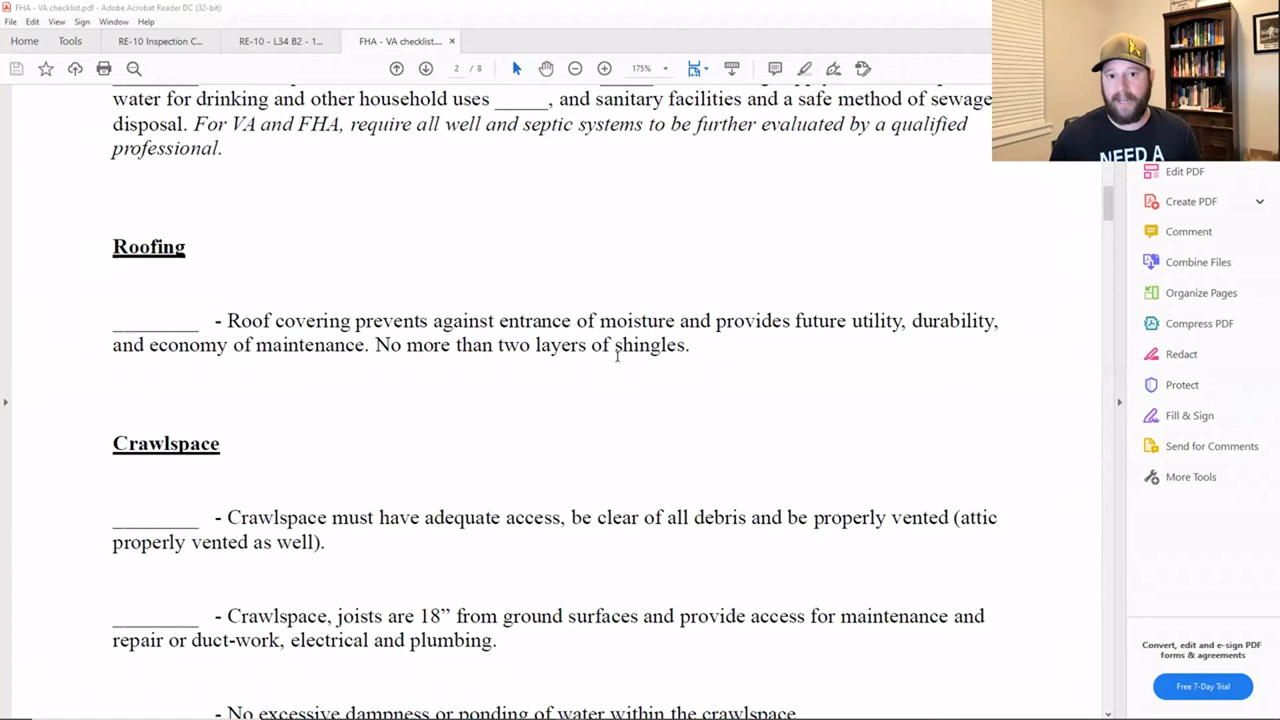 FHA - VA checklist.pdf - Adobe Acrobat Reader DC (32-bit)
File Edit View Sign Window Help
Home Tools RE-10 Inspection C... RE-10 - L34 R5 - 1... FHA - VA checklist....
2 / 8 175%
water for drinking and other household uses _____, and sanitary facilities and a safe method of sewage
disposal. For VA and FHA, require all well and septic systems to be further evaluated by a qualified
professional.
Roofing
________ - Roof covering prevents against entrance of moisture and provides future utility, durability,
and economy of maintenance. No more than two layers of shingles.
Crawlspace
________ - Crawlspace must have adequate access, be clear of all debris and be properly vented (attic
properly vented as well).
________ - Crawlspace, joists are 18” from ground surfaces and provide access for maintenance and
repair or duct-work, electrical and plumbing.
- No excessive dampness or ponding of water within the crawlspace
NEED A
Edit PDF
Create PDF
Comment
Combine Files
Organize Pages
Compress PDF
Redact
Protect
Fill & Sign
Send for Comments
More Tools
Convert, edit and e-sign PDF
forms & agreements
Free 7-Day Trial